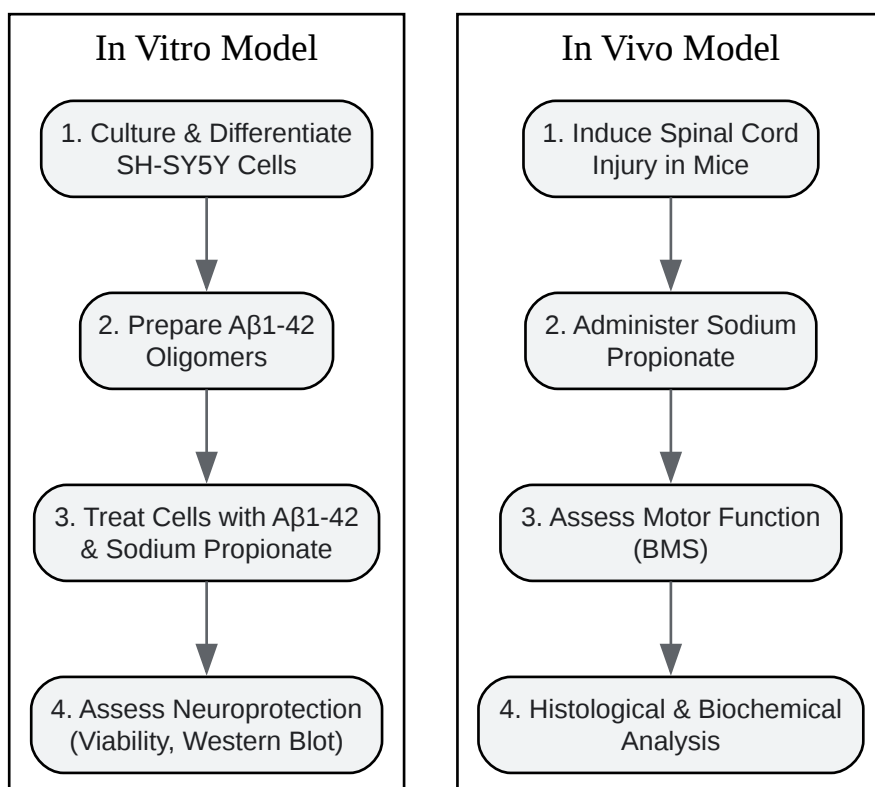 In Vitro Model
1. Culture & Differentiate
SH-SY5Y Cells
2. Prepare Aβ1-42
Oligomers
3. Treat Cells with Aβ1-42
& Sodium Propionate
4. Assess Neuroprotection
(Viability, Western Blot)
In Vivo Model
1. Induce Spinal Cord
Injury in Mice
2. Administer Sodium
Propionate
3. Assess Motor Function
(BMS)
4. Histological & Biochemical
Analysis